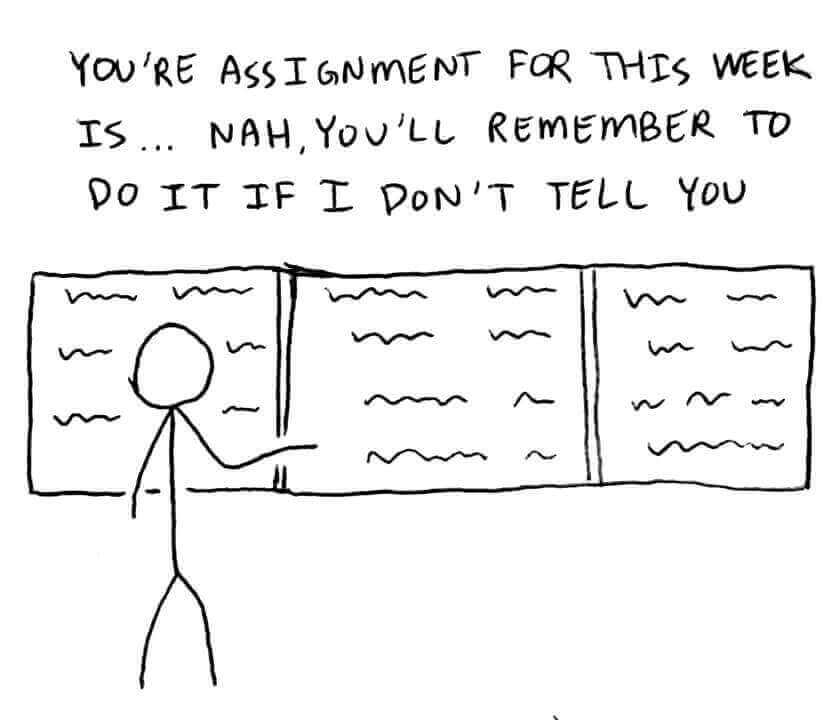 YOU'RE ASSIGNMENT FOR THIS WEEK
IS... NAH, YOU'LL REMEMBER TO
DO IT IF I DON'T TELL YOU